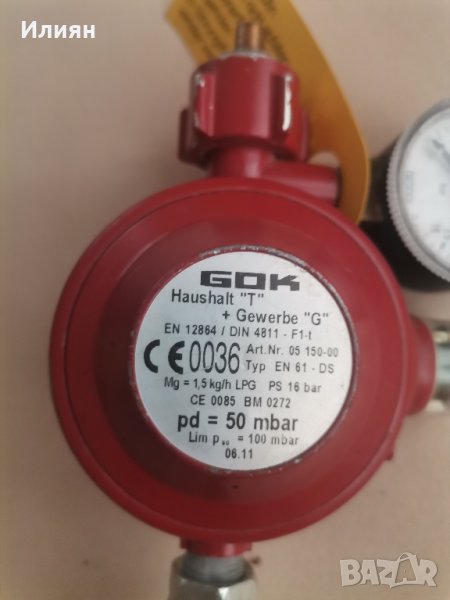 Илиян
GOK
Haushalt "T"
+ Gewerbe "G"
EN 12864 / DIN 4811 - F1-t
CE 0036 Art.Nr. 05 150-00
Typ EN 61 - DS
Mg = 1,5 kg/h LPG PS 16 bar
CE 0085 BM 0272
pd = 50 mbar
Lim p = 100 mbar
06.11
BAZAR